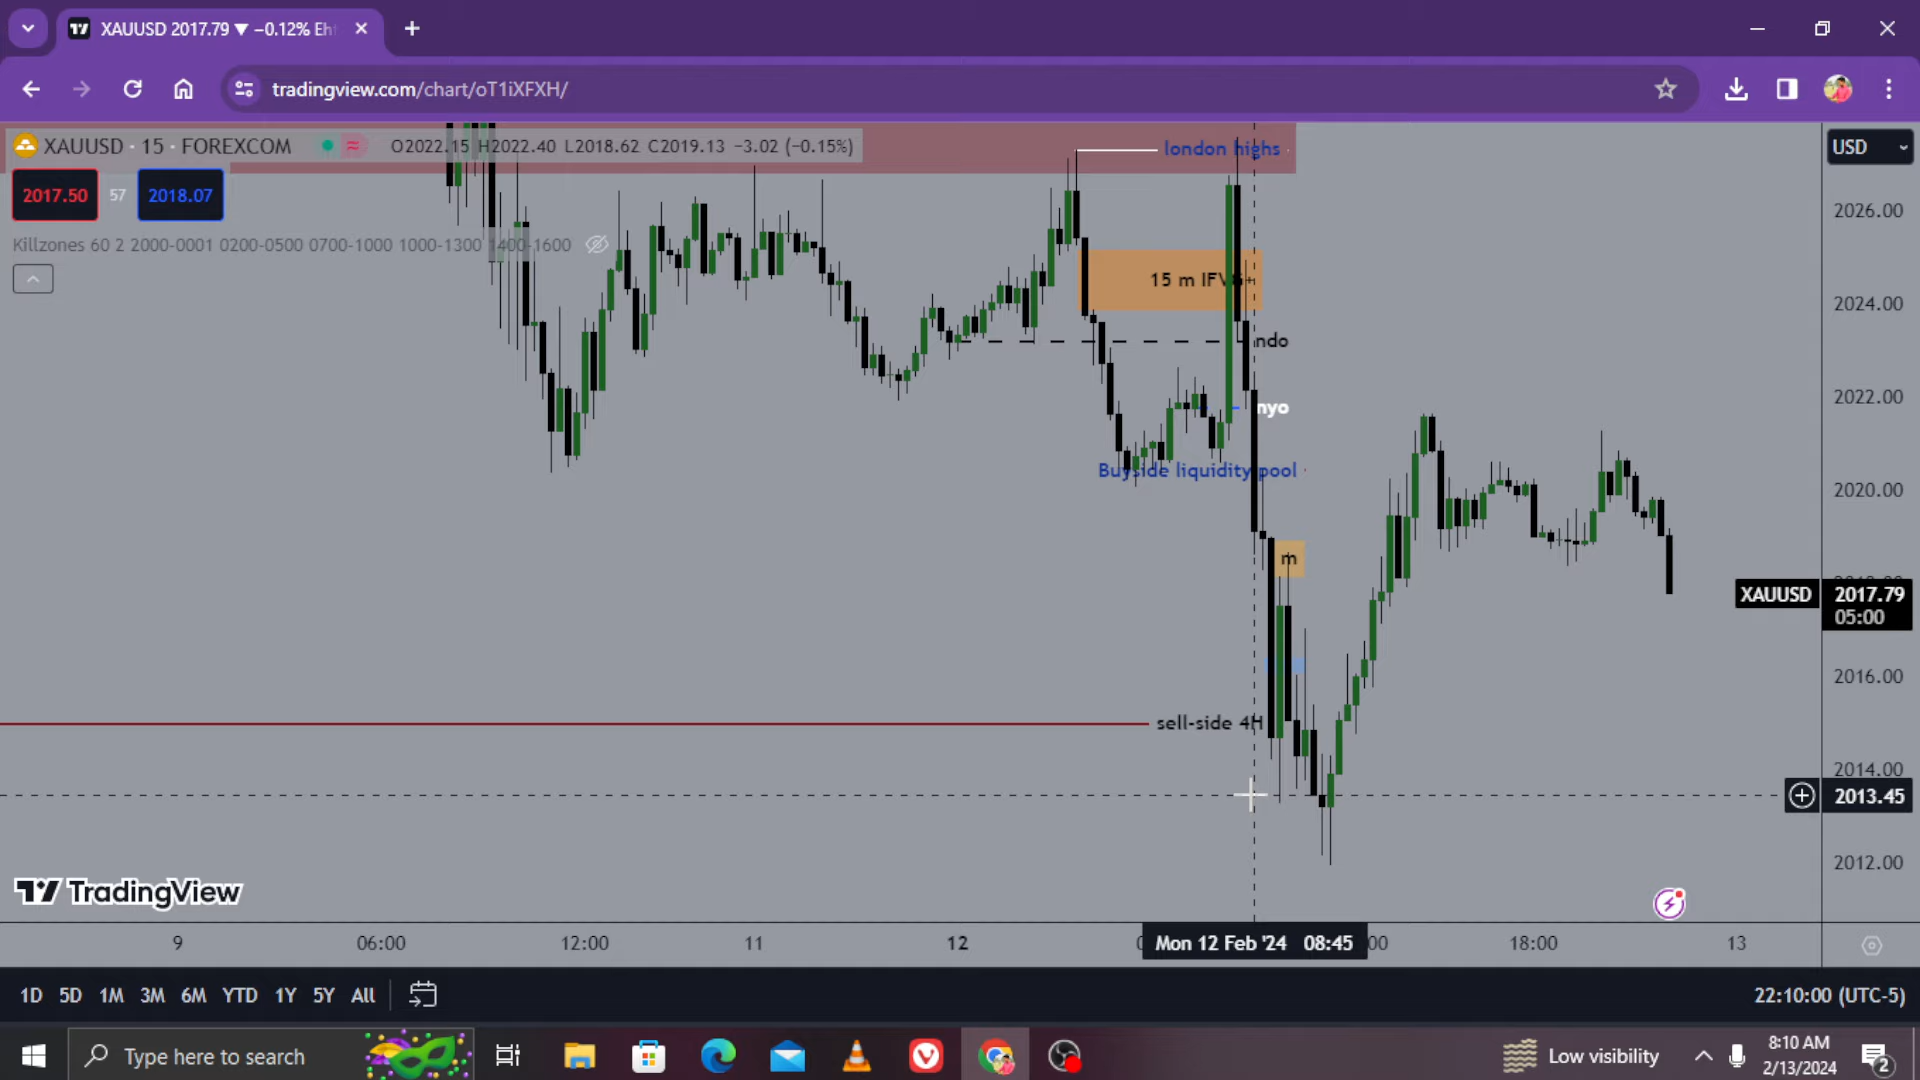 XAUUSD 2017.79 ▼ −0.12% Eh
tradingview.com/chart/oT1iXFXH/
XAUUSD · 15 · FOREXCOM O2022.15 H2022.40 L2018.62 C2019.13 −3.02 (−0.15%)
london highs
USD
2017.50 57 2018.07
2026.00
Killzones 60 2 2000-0001 0200-0500 0700-1000 1000-1300 1400-1600
15 m IFVG+
2024.00
ndo
2022.00
nyo
Buyside liquidity pool
2020.00
m
XAUUSD 2017.79
05:00
2016.00
sell-side 4H
2014.00
2013.45
2012.00
TradingView
9 06:00 12:00 11 12 Mon 12 Feb '24 08:45 00 18:00 13
1D 5D 1M 3M 6M YTD 1Y 5Y All 22:10:00 (UTC-5)
Type here to search
Low visibility
8:10 AM
2/13/2024
2